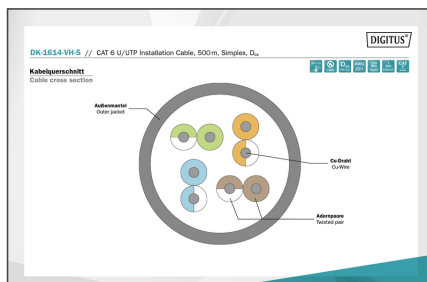 DIGITUS®
DK-1614-VH-5 // CAT 6 U/UTP Installation Cable, 500 m, Simplex, Dca
Kabelquerschnitt
Cable cross section
Außenmantel
Outer jacket
Cu-Draht
Cu-Wire
Adernpaare
Twisted pair